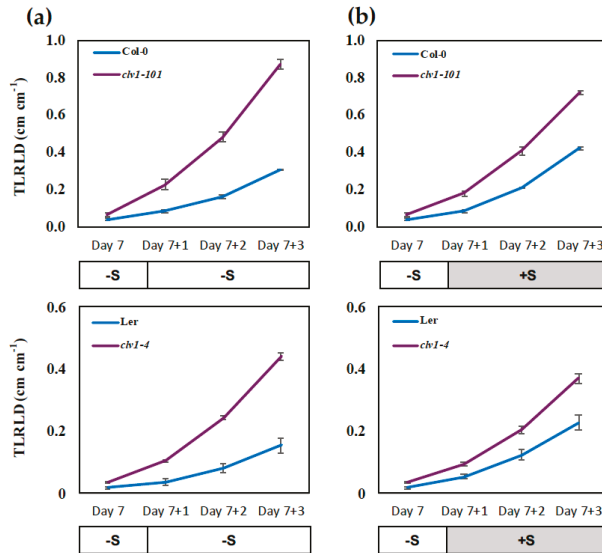 (a)
(b)
TLRLD (cm cm⁻¹)
1.0
0.8
0.6
0.4
0.2
0.0
Col-0
clv1-101
Day 7 Day 7+1 Day 7+2 Day 7+3
-S -S
1.0
0.8
0.6
0.4
0.2
0.0
Col-0
clv1-101
Day 7 Day 7+1 Day 7+2 Day 7+3
-S +S
TLRLD (cm cm⁻¹)
0.6
0.4
0.2
0
Ler
clv1-4
Day 7 Day 7+1 Day 7+2 Day 7+3
-S -S
0.6
0.4
0.2
0
Ler
clv1-4
Day 7 Day 7+1 Day 7+2 Day 7+3
-S +S